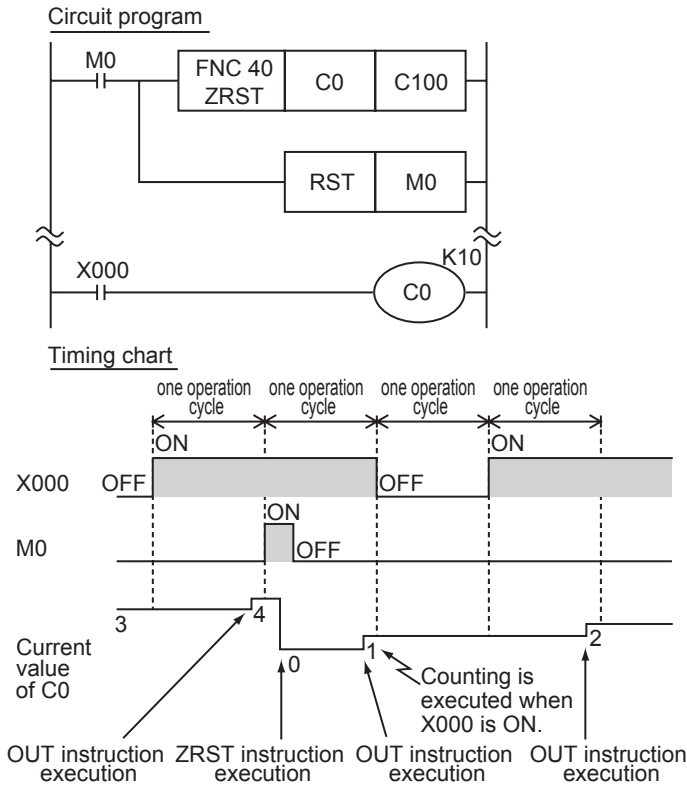 Circuit program
M0
FNC 40
ZRST
C0
C100
RST
M0
X000
K10
C0
Timing chart
one operation
cycle
one operation
cycle
one operation
cycle
one operation
cycle
X000
OFF
ON
OFF
ON
M0
ON
OFF
Current
value
of C0
3
4
0
1
2
Counting is
executed when
X000 is ON.
OUT instruction
execution
ZRST instruction
execution
OUT instruction
execution
OUT instruction
execution